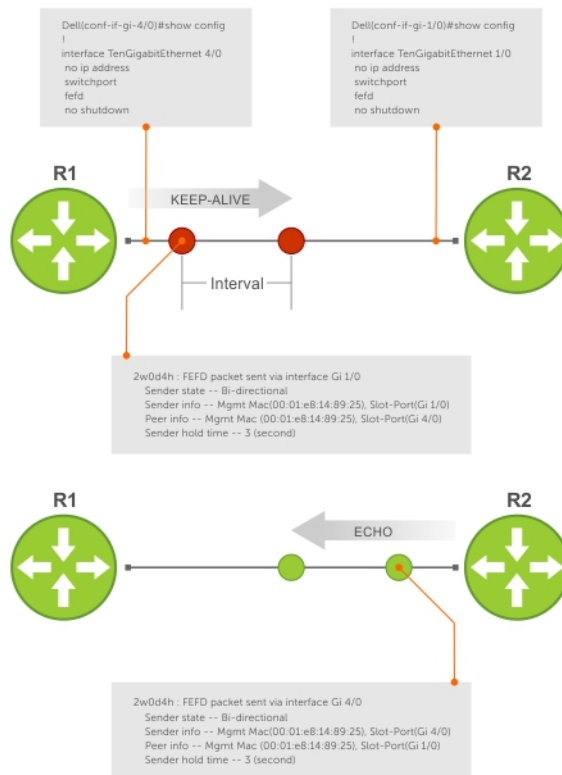 Dell(conf-if-gi-4/0)#show config
!
interface TenGigabitEthernet 4/0
no ip address
switchport
fefd
no shutdown
Dell(conf-if-gi-1/0)#show config
!
interface TenGigabitEthernet 1/0
no ip address
switchport
fefd
no shutdown
R1
R2
KEEP-ALIVE
Interval
2w0d4h : FEFD packet sent via interface Gi 1/0
Sender state -- Bi-directional
Sender info -- Mgmt Mac(00:01:e8:14:89:25), Slot-Port(Gi 1/0)
Peer info -- Mgmt Mac (00:01:e8:14:89:25), Slot-Port(Gi 4/0)
Sender hold time -- 3 (second)
R1
R2
ECHO
2w0d4h : FEFD packet sent via interface Gi 4/0
Sender state -- Bi-directional
Sender info -- Mgmt Mac(00:01:e8:14:89:25), Slot-Port(Gi 4/0)
Peer info -- Mgmt Mac (00:01:e8:14:89:25), Slot-Port(Gi 1/0)
Sender hold time -- 3 (second)